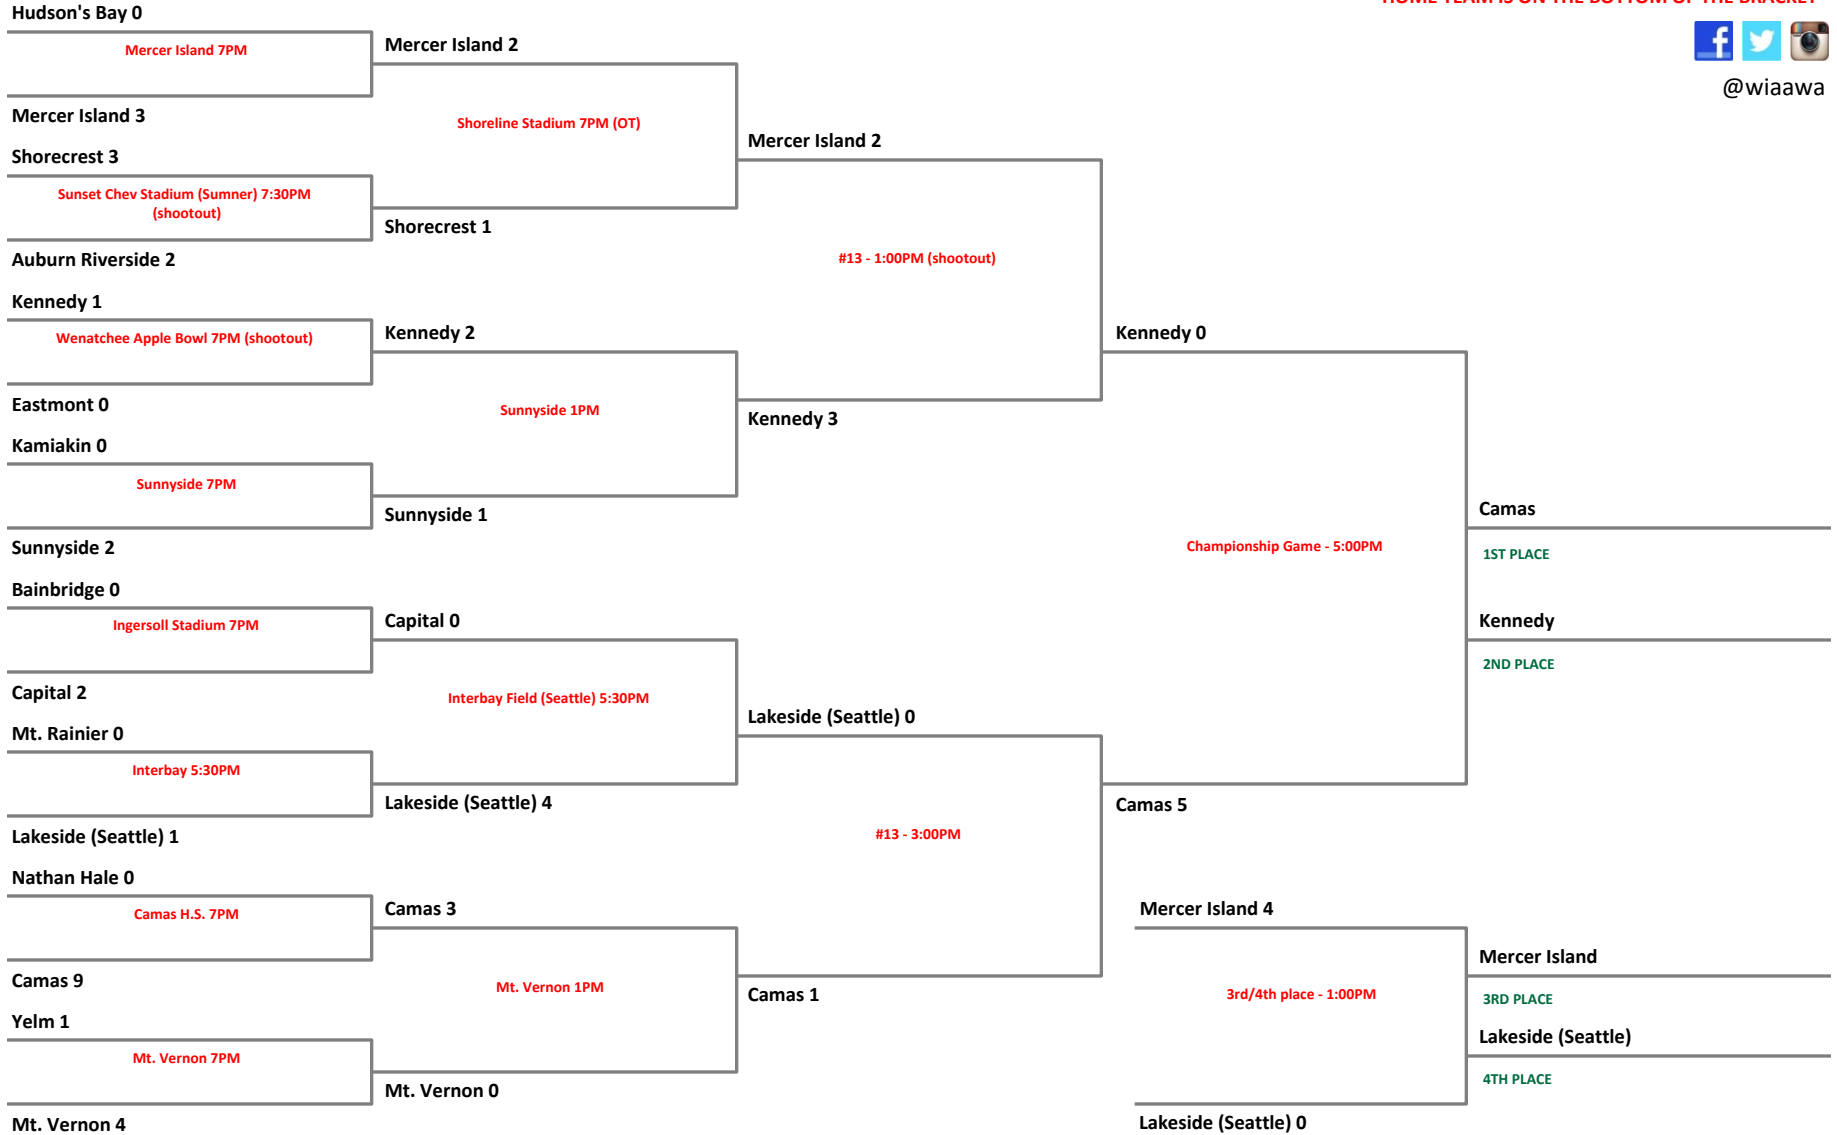 HOME TEAM IS ON THE BOTTOM OF THE BRACKET
@wiaawa
Hudson's Bay 0
Mercer Island 7PM
Mercer Island 3
Shorecrest 3
Sunset Chev Stadium (Sumner) 7:30PM
(shootout)
Auburn Riverside 2
Kennedy 1
Wenatchee Apple Bowl 7PM (shootout)
Eastmont 0
Kamiakin 0
Sunnyside 7PM
Sunnyside 2
Bainbridge 0
Ingersoll Stadium 7PM
Capital 2
Mt. Rainier 0
Interbay 5:30PM
Lakeside (Seattle) 1
Nathan Hale 0
Camas H.S. 7PM
Camas 9
Yelm 1
Mt. Vernon 7PM
Mt. Vernon 4
Mercer Island 2
Shoreline Stadium 7PM (OT)
Shorecrest 1
Kennedy 2
Sunnyside 1PM
Sunnyside 1
Capital 0
Interbay Field (Seattle) 5:30PM
Lakeside (Seattle) 4
Camas 3
Mt. Vernon 1PM
Mt. Vernon 0
Mercer Island 2
#13 - 1:00PM (shootout)
Kennedy 3
Lakeside (Seattle) 0
#13 - 3:00PM
Camas 1
Kennedy 0
Championship Game - 5:00PM
Camas 5
Mercer Island 4
3rd/4th place - 1:00PM
Lakeside (Seattle) 0
Camas
1ST PLACE
Kennedy
2ND PLACE
Mercer Island
3RD PLACE
Lakeside (Seattle)
4TH PLACE